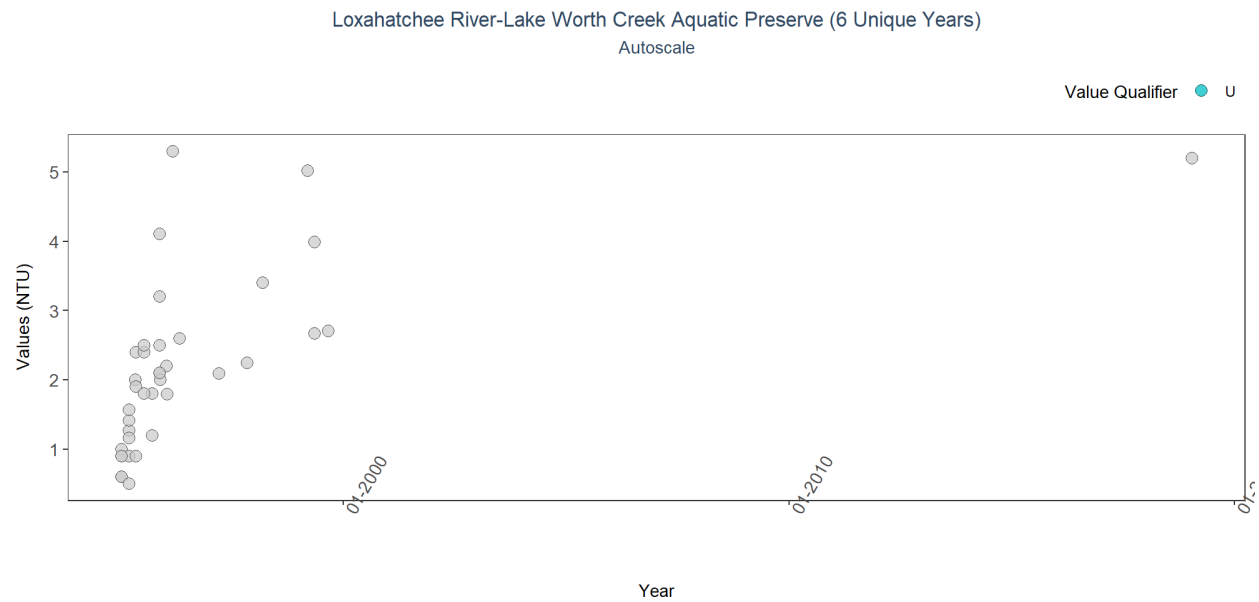 Loxahatchee River-Lake Worth Creek Aquatic Preserve (6 Unique Years)
Autoscale
Value Qualifier U
Values (NTU)
5
4
3
2
1
01-2000
01-2010
Year